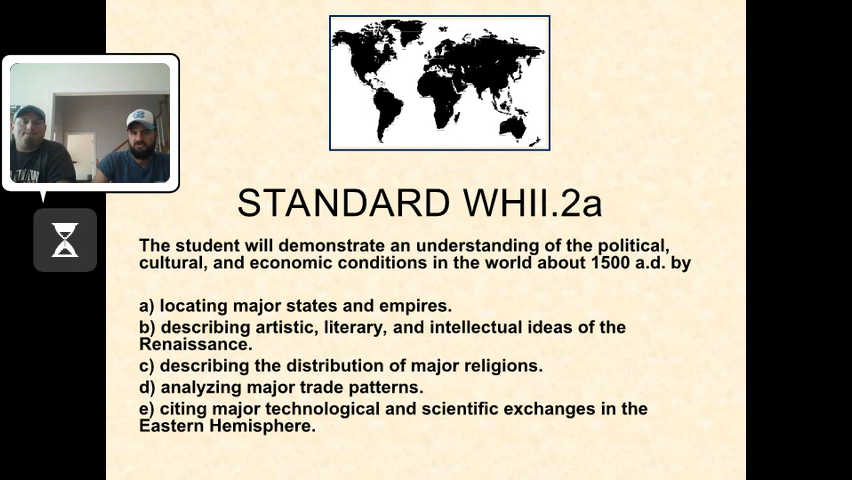 STANDARD WHII.2a
The student will demonstrate an understanding of the political,
cultural, and economic conditions in the world about 1500 a.d. by
a) locating major states and empires.
b) describing artistic, literary, and intellectual ideas of the
Renaissance.
c) describing the distribution of major religions.
d) analyzing major trade patterns.
e) citing major technological and scientific exchanges in the
Eastern Hemisphere.